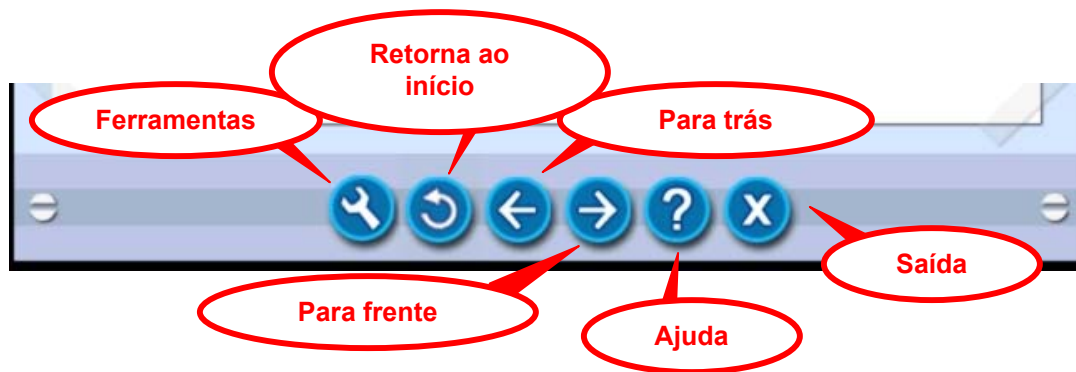 Retorna ao
início
Ferramentas
Para trás
?
X
Saída
Para frente
Ajuda